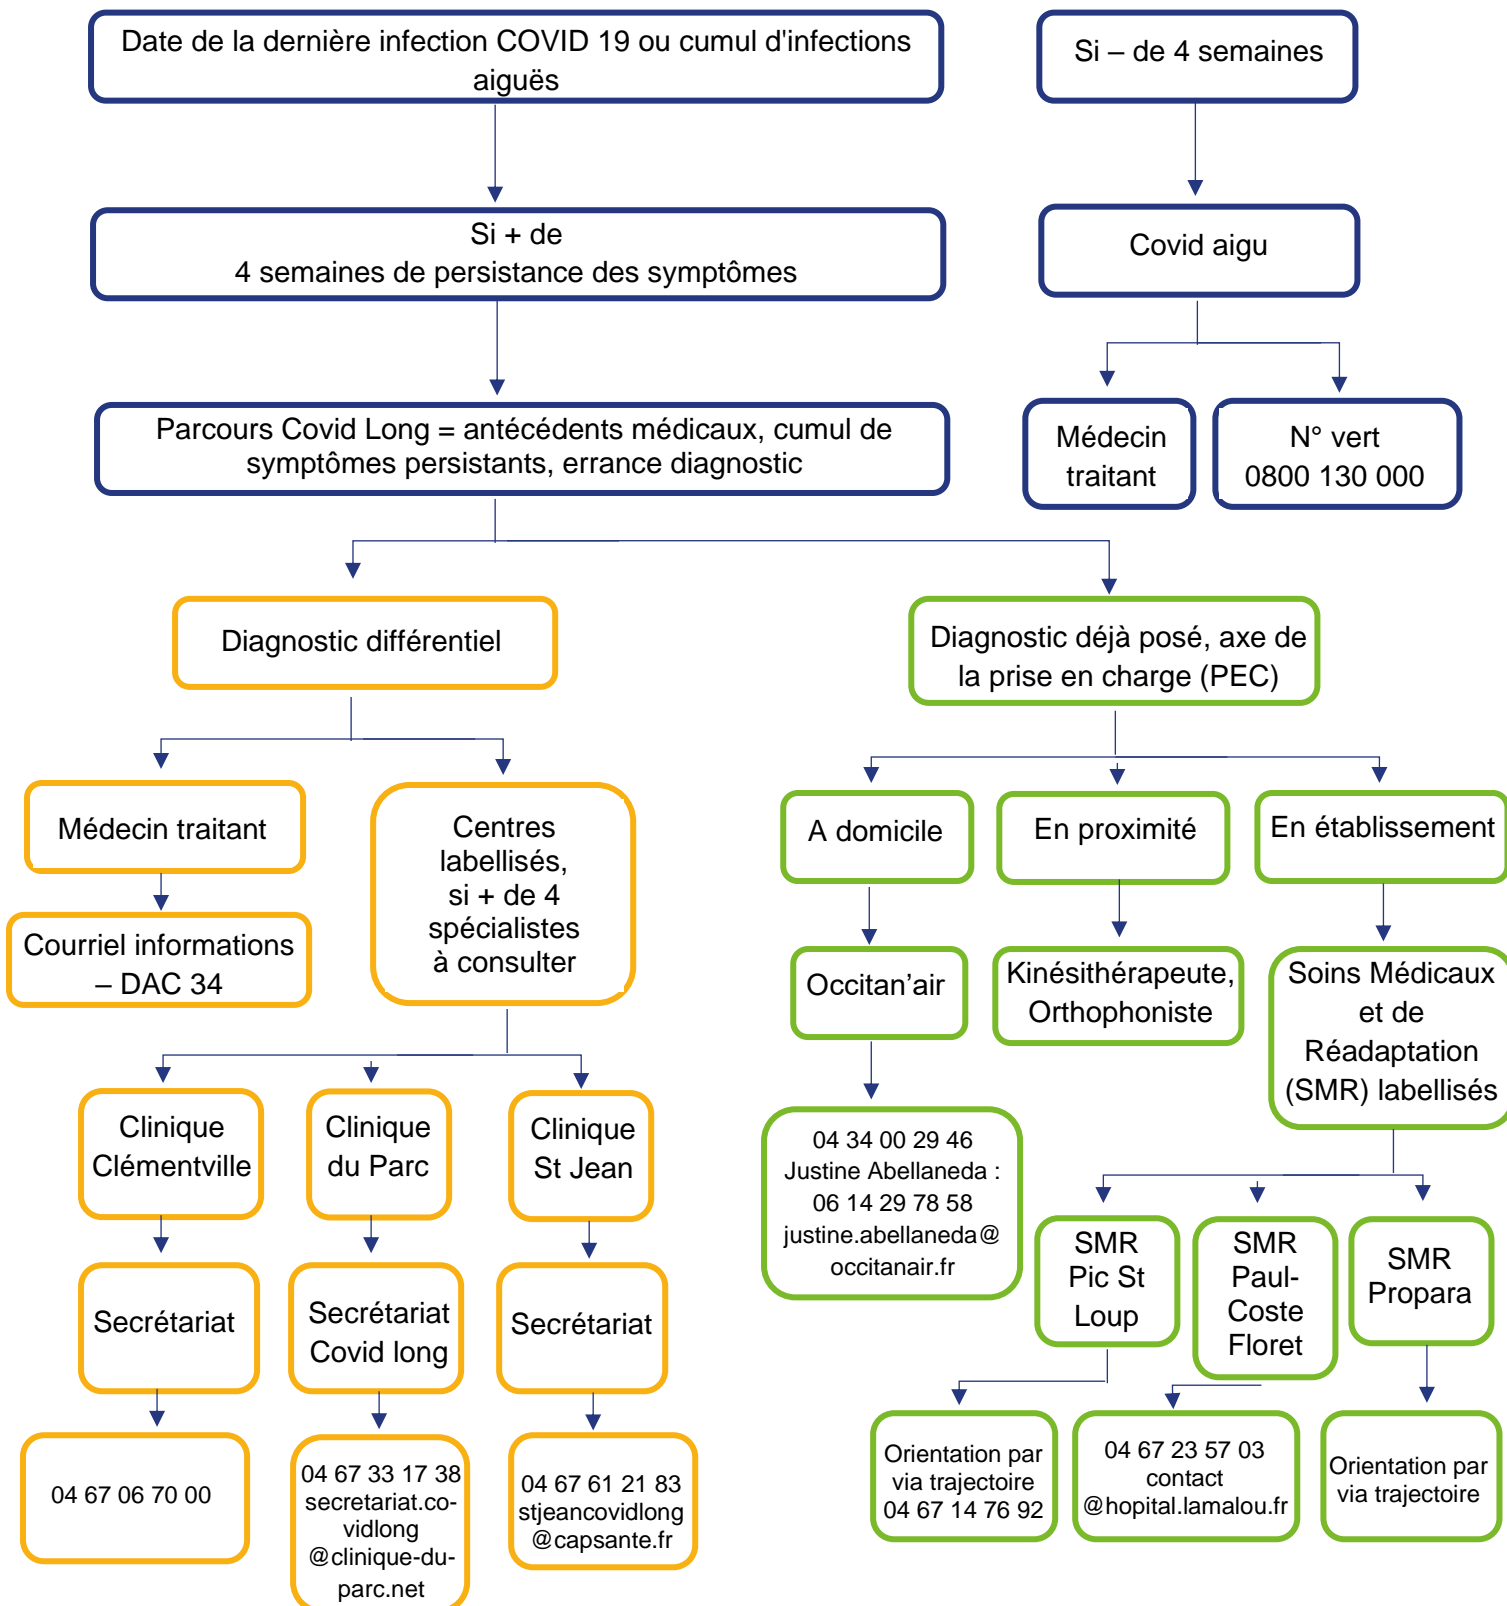 Date de la dernière infection COVID 19 ou cumul d'infections
aiguës
Si – de 4 semaines
Si + de
4 semaines de persistance des symptômes
Covid aigu
Parcours Covid Long = antécédents médicaux, cumul de
symptômes persistants, errance diagnostic
Médecin
traitant
N° vert
0800 130 000
Diagnostic différentiel
Diagnostic déjà posé, axe de
la prise en charge (PEC)
Médecin traitant
Centres
labellisés,
si + de 4
spécialistes
à consulter
A domicile
En proximité
En établissement
Courriel informations
– DAC 34
Occitan’air
Kinésithérapeute,
Orthophoniste
Soins Médicaux
et de
Réadaptation
(SMR) labellisés
Clinique
Clémentville
Clinique
du Parc
Clinique
St Jean
04 34 00 29 46
Justine Abellaneda :
06 14 29 78 58
justine.abellaneda@
occitanair.fr
SMR
Pic St
Loup
SMR
Paul-
Coste
Floret
SMR
Propara
Secrétariat
Secrétariat
Covid long
Secrétariat
04 67 06 70 00
04 67 33 17 38
secretariat.co-
vidlong
@clinique-du-
parc.net
04 67 61 21 83
stjeancovidlong
@capsante.fr
Orientation par
via trajectoire
04 67 14 76 92
04 67 23 57 03
contact
@hopital.lamalou.fr
Orientation par
via trajectoire